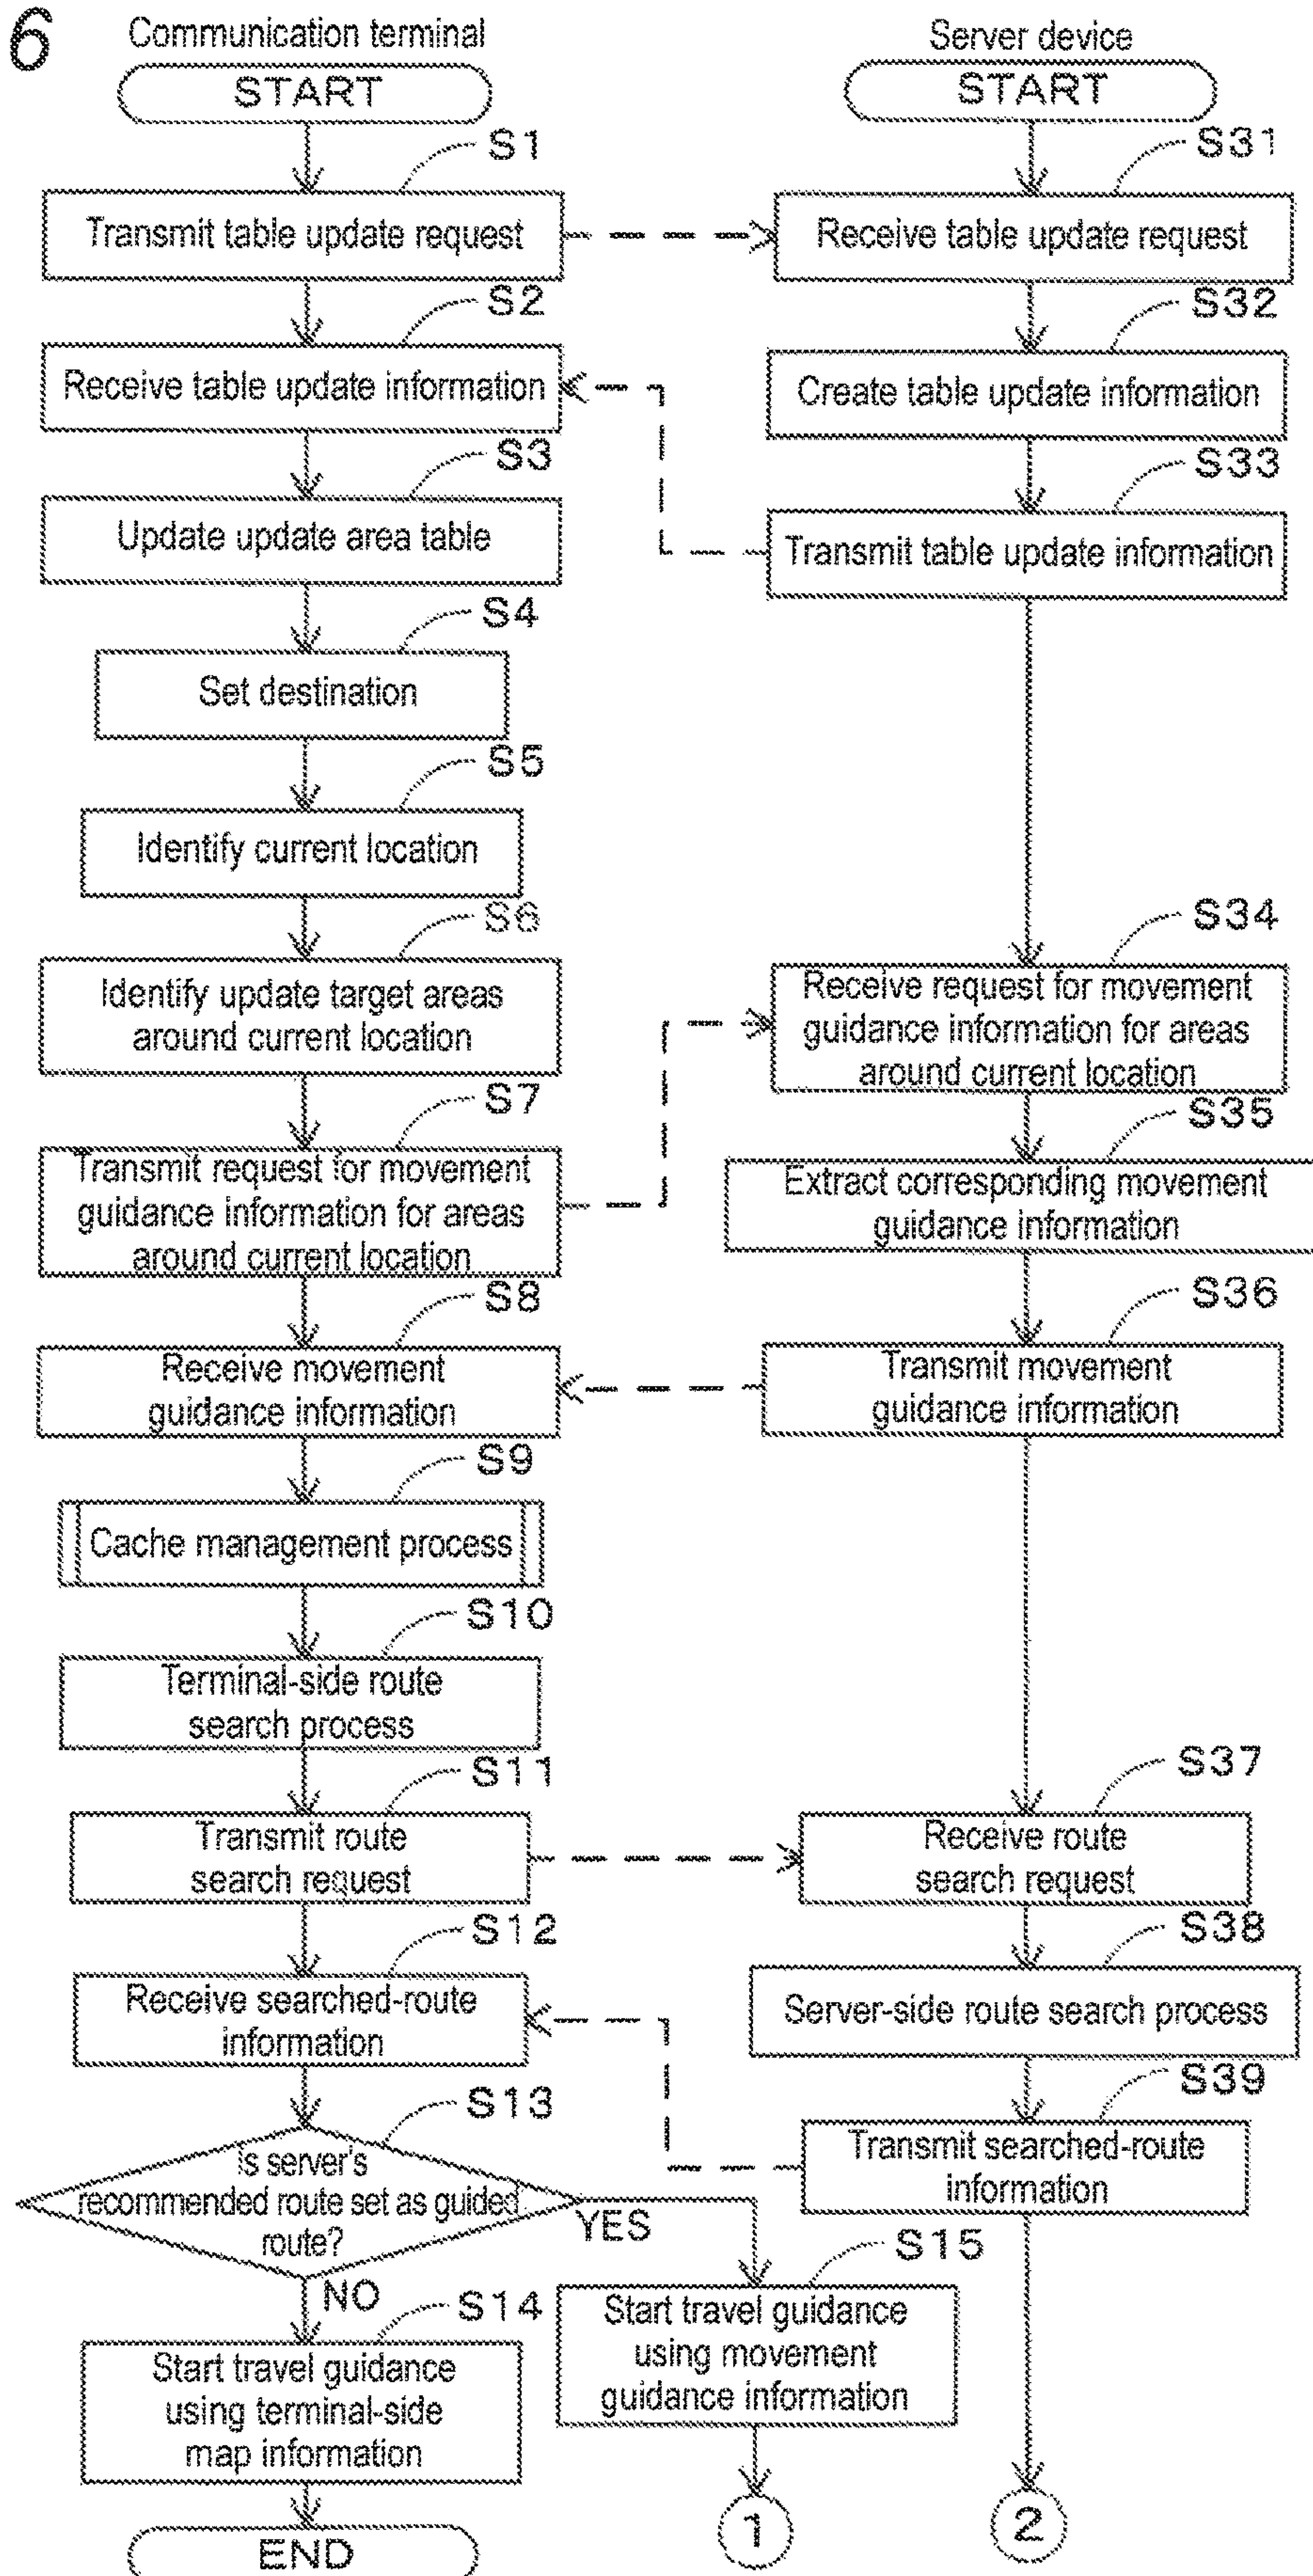 6
Communication terminal
START
S1
Transmit table update request
S2
Receive table update information
S3
Update update area table
S4
Set destination
S5
Identify current location
S6
Identify update target areas
around current location
S7
Transmit request for movement
guidance information for areas
around current location
S8
Receive movement
guidance information
S9
Cache management process
S10
Terminal-side route
search process
S11
Transmit route
search request
S12
Receive searched-route
information
S13
Is server's
recommended route set as guided
route?
YES
NO
S14
Start travel guidance
using terminal-side
map information
END
S15
Start travel guidance
using movement
guidance information
1
Server device
START
S31
Receive table update request
S32
Create table update information
S33
Transmit table update information
S34
Receive request for movement
guidance information for areas
around current location
S35
Extract corresponding movement
guidance information
S36
Transmit movement
guidance information
S37
Receive route
search request
S38
Server-side route search process
S39
Transmit searched-route
information
2